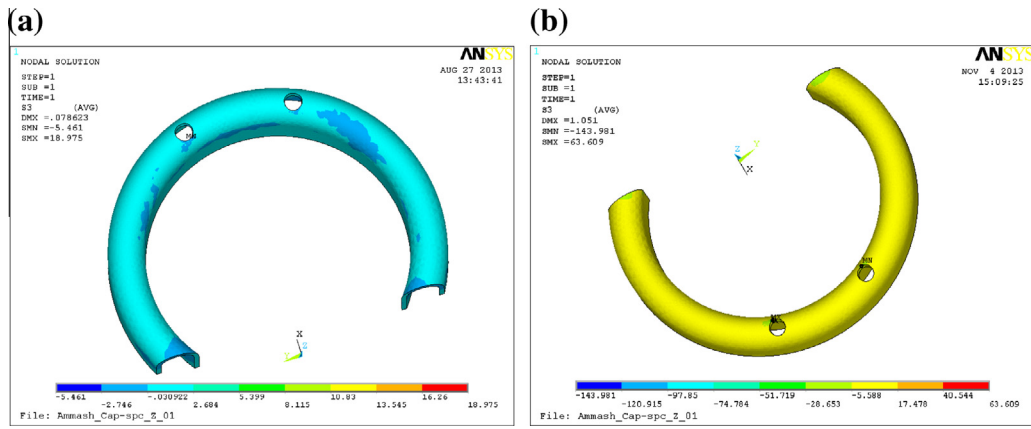 (a)
1
NODAL SOLUTION
STEP=1
SUB =1
TIME=1
S3 (AVG)
DMX =.078623
SMN =-5.461
SMX =18.975
ANSYS
AUG 27 2013
13:43:41
MN
X
Y
Z
-5.461
-2.746
-.030922
2.684
5.399
8.115
10.83
13.545
16.26
18.975
File: Ammash_Cap-spc_Z_01
(b)
1
NODAL SOLUTION
STEP=1
SUB =1
TIME=1
S3 (AVG)
DMX =1.051
SMN =-143.981
SMX =63.609
ANSYS
NOV 4 2013
15:09:25
Z
Y
X
MN
MX
-143.981
-120.915
-97.85
-74.784
-51.719
-28.653
-5.588
17.478
40.544
63.609
File: Ammash_Cap-spc_Z_01